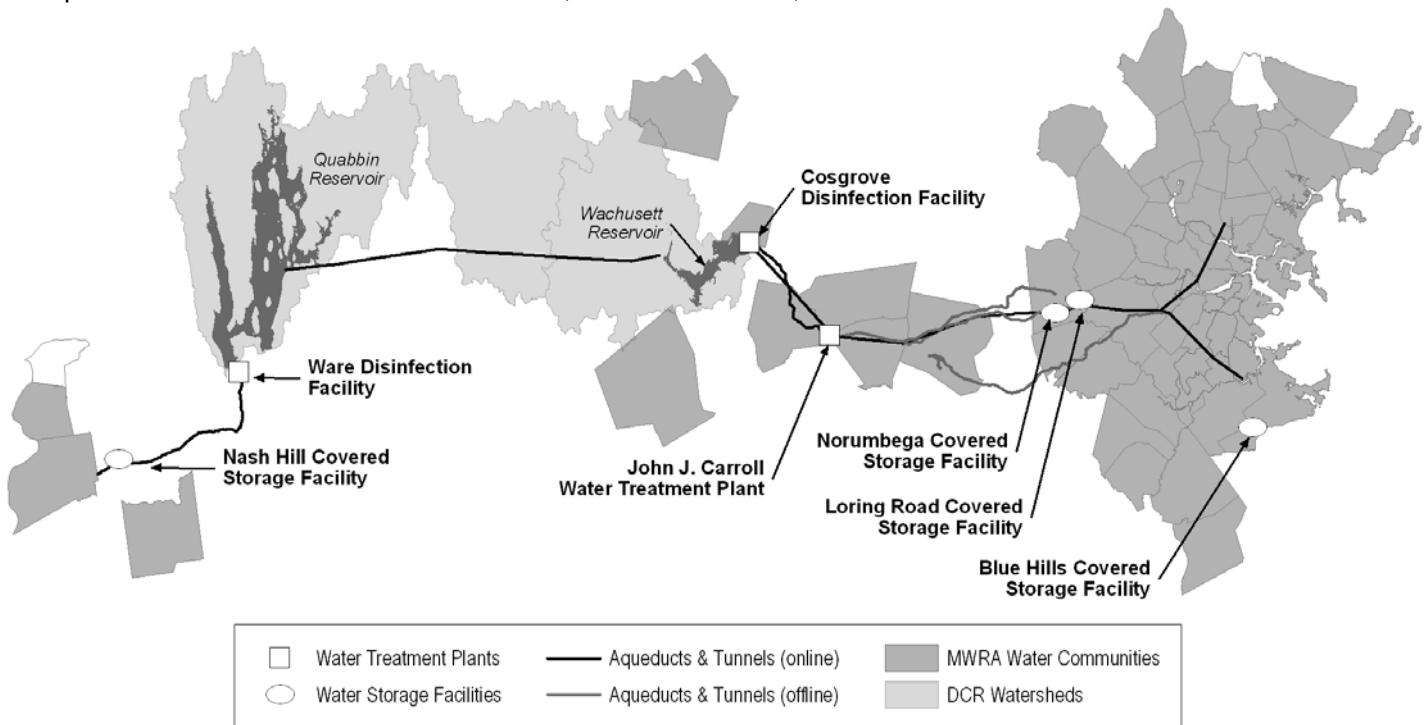 Quabbin
Reservoir
Cosgrove
Disinfection Facility
Wachusett
Reservoir
Ware Disinfection
Facility
Nash Hill Covered
Storage Facility
John J. Carroll
Water Treatment Plant
Norumbega Covered
Storage Facility
Loring Road Covered
Storage Facility
Blue Hills Covered
Storage Facility
Water Treatment Plants
Aqueducts & Tunnels (online)
MWRA Water Communities
Water Storage Facilities
Aqueducts & Tunnels (offline)
DCR Watersheds